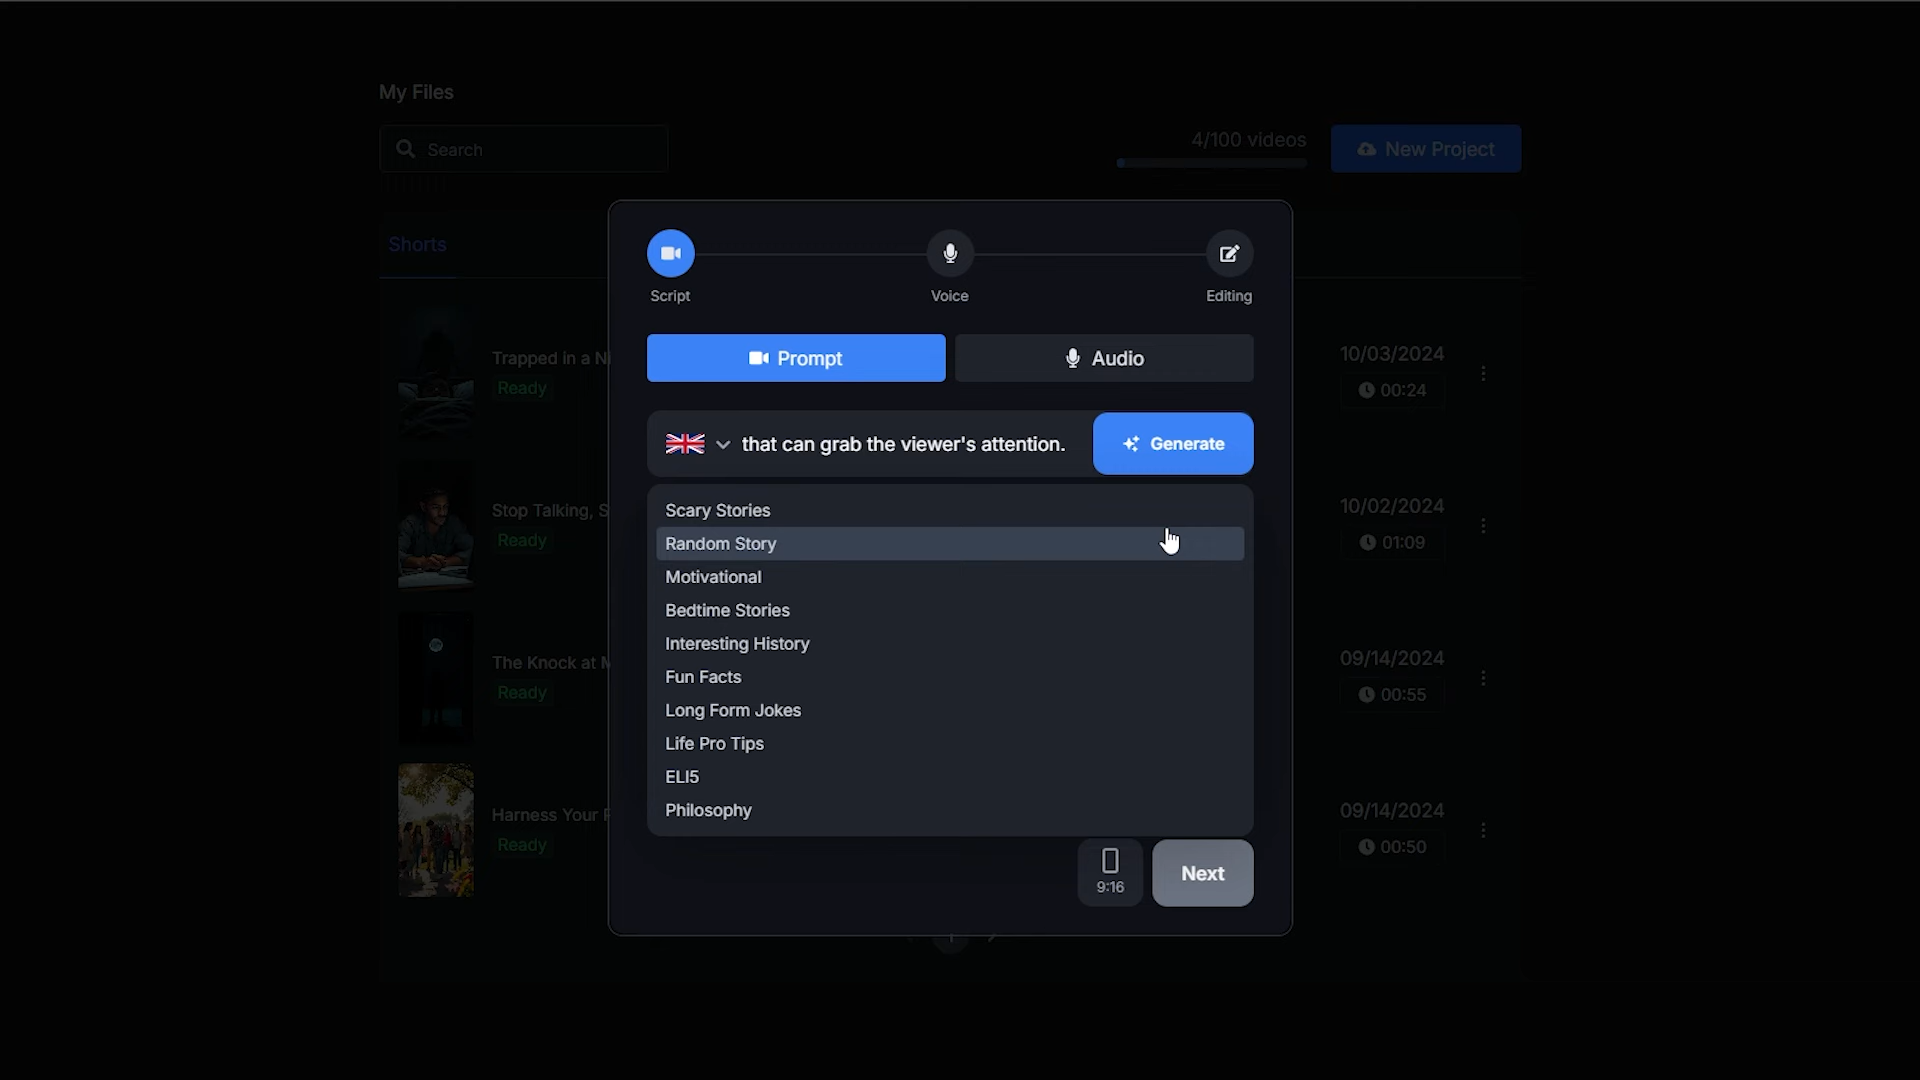 My Files
Search
4/100 videos
New Project
Shorts
Script
Voice
Editing
Prompt
Audio
that can grab the viewer's attention.
Generate
Scary Stories
Random Story
Motivational
Bedtime Stories
Interesting History
Fun Facts
Long Form Jokes
Life Pro Tips
ELI5
Philosophy
9:16
Next
Trapped in a
Ready
10/03/2024
00:24
Stop Talking,
Ready
10/02/2024
01:09
The Knock at
Ready
09/14/2024
00:55
Harness Your
Ready
09/14/2024
00:50